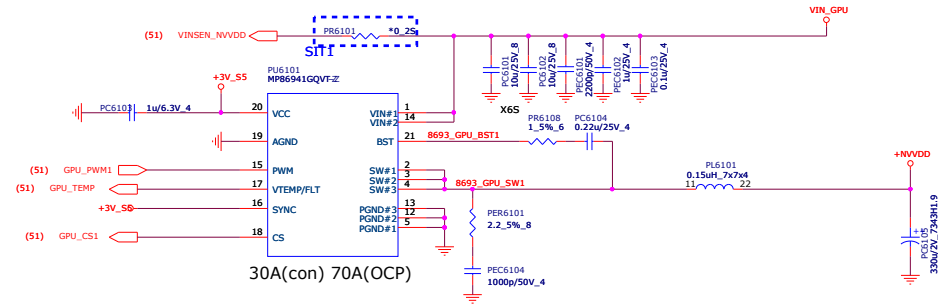 VIN_GPU
(51) VINSEN_NVVDD
PR6101 *0_2S
SIT1
PC6101
10u/25V_8
PC6102
10u/25V_8
PEC6101
2200p/50V_4
PEC6102
1u/25V_4
PEC6103
0.1u/25V_4
X6S
+3V_S5
PU6101
MP86941GQVT-Z
PC6103 1u/6.3V_4
20 VCC
VIN#1 1
VIN#2 14
19 AGND
BST 21 8693_GPU_BST1
PR6108
1_5%_6
PC6104
0.22u/25V_4
(51) GPU_PWM1 15 PWM
SW#1 2
SW#2 3
SW#3 4 8693_GPU_SW1
(51) GPU_TEMP 17 VTEMP/FLT
+3V_S5 16 SYNC
PGND#3 13
PGND#2 12
PGND#1 5
(51) GPU_CS1 18 CS
PL6101
0.15uH_7x7x4
11 22
+NVVDD
PER6101
2.2_5%_8
+
PC6105
330u/2V_7343H1.9
PEC6104
1000p/50V_4
30A(con) 70A(OCP)